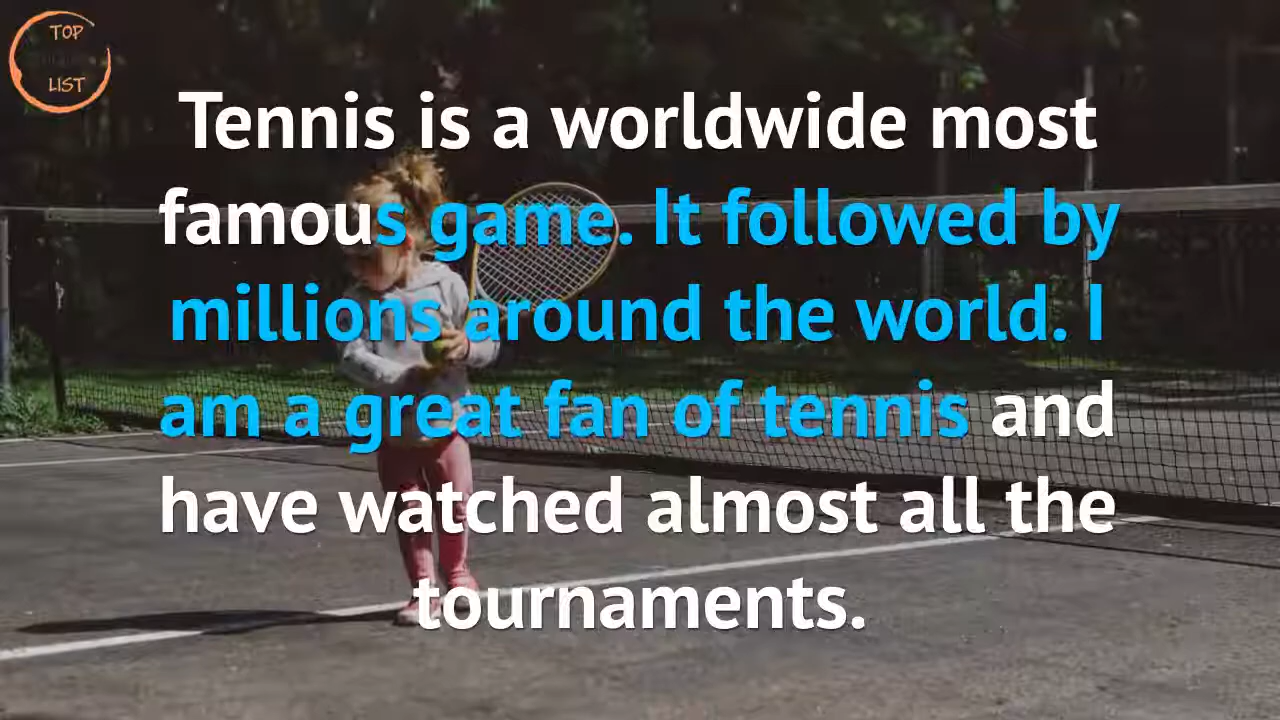 TOP
LIST
Tennis is a worldwide most
famous game. It followed by
millions around the world. I
am a great fan of tennis and
have watched almost all the
tournaments.